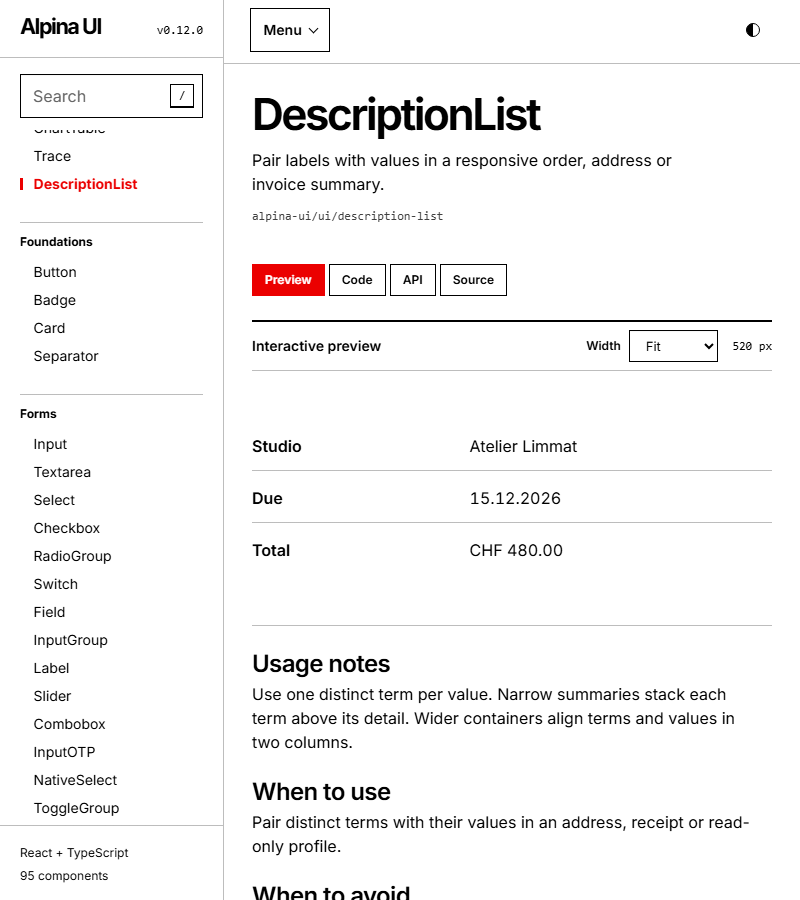 Alpina UI
v0.12.0
Search
/
ChartTable
Trace
DescriptionList
Foundations
Button
Badge
Card
Separator
Forms
Input
Textarea
Select
Checkbox
RadioGroup
Switch
Field
InputGroup
Label
Slider
Combobox
InputOTP
NativeSelect
ToggleGroup
React + TypeScript
95 components
Menu
DescriptionList
Pair labels with values in a responsive order, address or
invoice summary.
alpina-ui/ui/description-list
Preview
Code
API
Source
Interactive preview
Width
Fit
520 px
Studio
Atelier Limmat
Due
15.12.2026
Total
CHF 480.00
Usage notes
Use one distinct term per value. Narrow summaries stack each
term above its detail. Wider containers align terms and values in
two columns.
When to use
Pair distinct terms with their values in an address, receipt or read-
only profile.
When to avoid